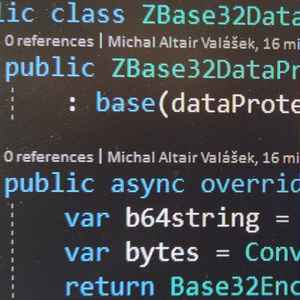 lic class ZBase32Data
0 references | Michal Altair Valášek, 16 mi
public ZBase32DataPr
: base(dataProte
0 references | Michal Altair Valášek, 16 mi
public async overrid
var b64string =
var bytes = Conv
return Base32Enc